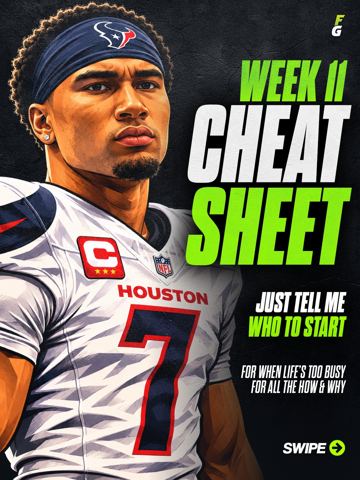 F
G
WEEK 11
CHEAT
SHEET
C
NFL
HOUSTON
7
JUST TELL ME
WHO TO START
FOR WHEN LIFE'S TOO BUSY
FOR ALL THE HOW & WHY
SWIPE